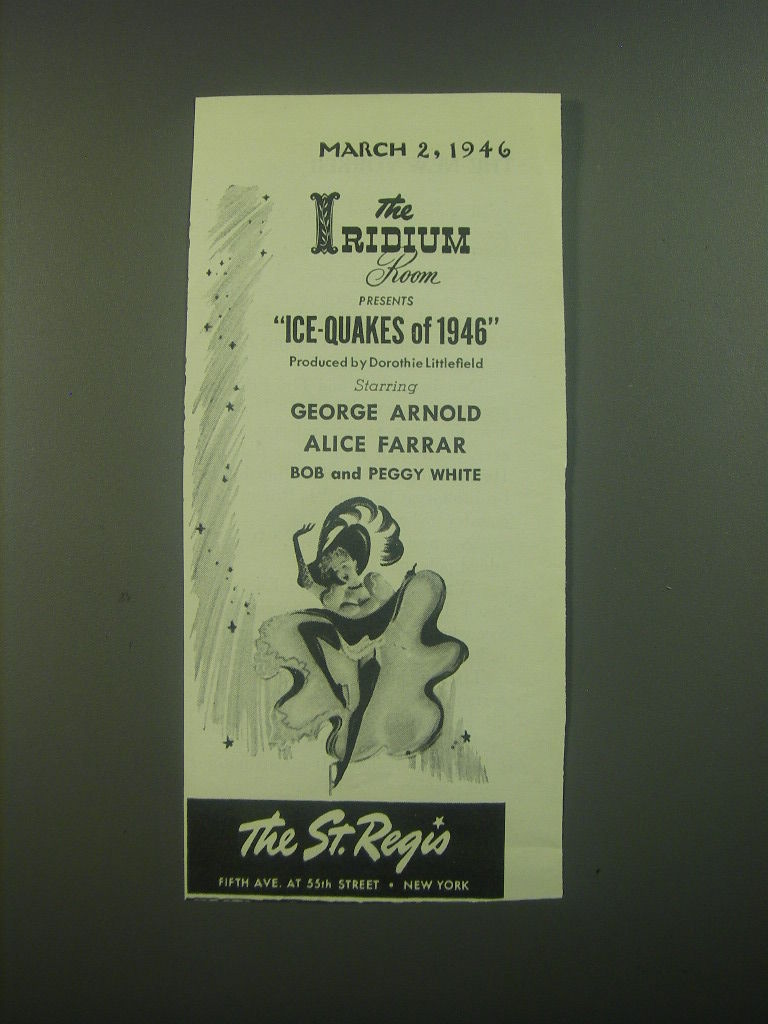 MARCH 2, 1946
The
IRIDIUM
Room
PRESENTS
"ICE-QUAKES of 1946"
Produced by Dorothie Littlefield
Starring
GEORGE ARNOLD
ALICE FARRAR
BOB and PEGGY WHITE
The St. Regis
FIFTH AVE. AT 55th STREET • NEW YORK